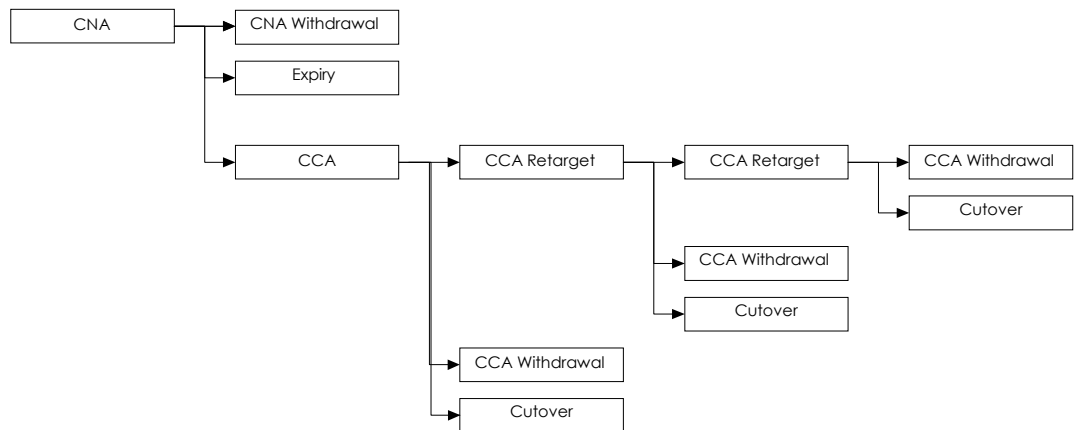 CNA
CNA Withdrawal
Expiry
CCA
CCA Retarget
CCA Retarget
CCA Withdrawal
Cutover
CCA Withdrawal
Cutover
CCA Withdrawal
Cutover